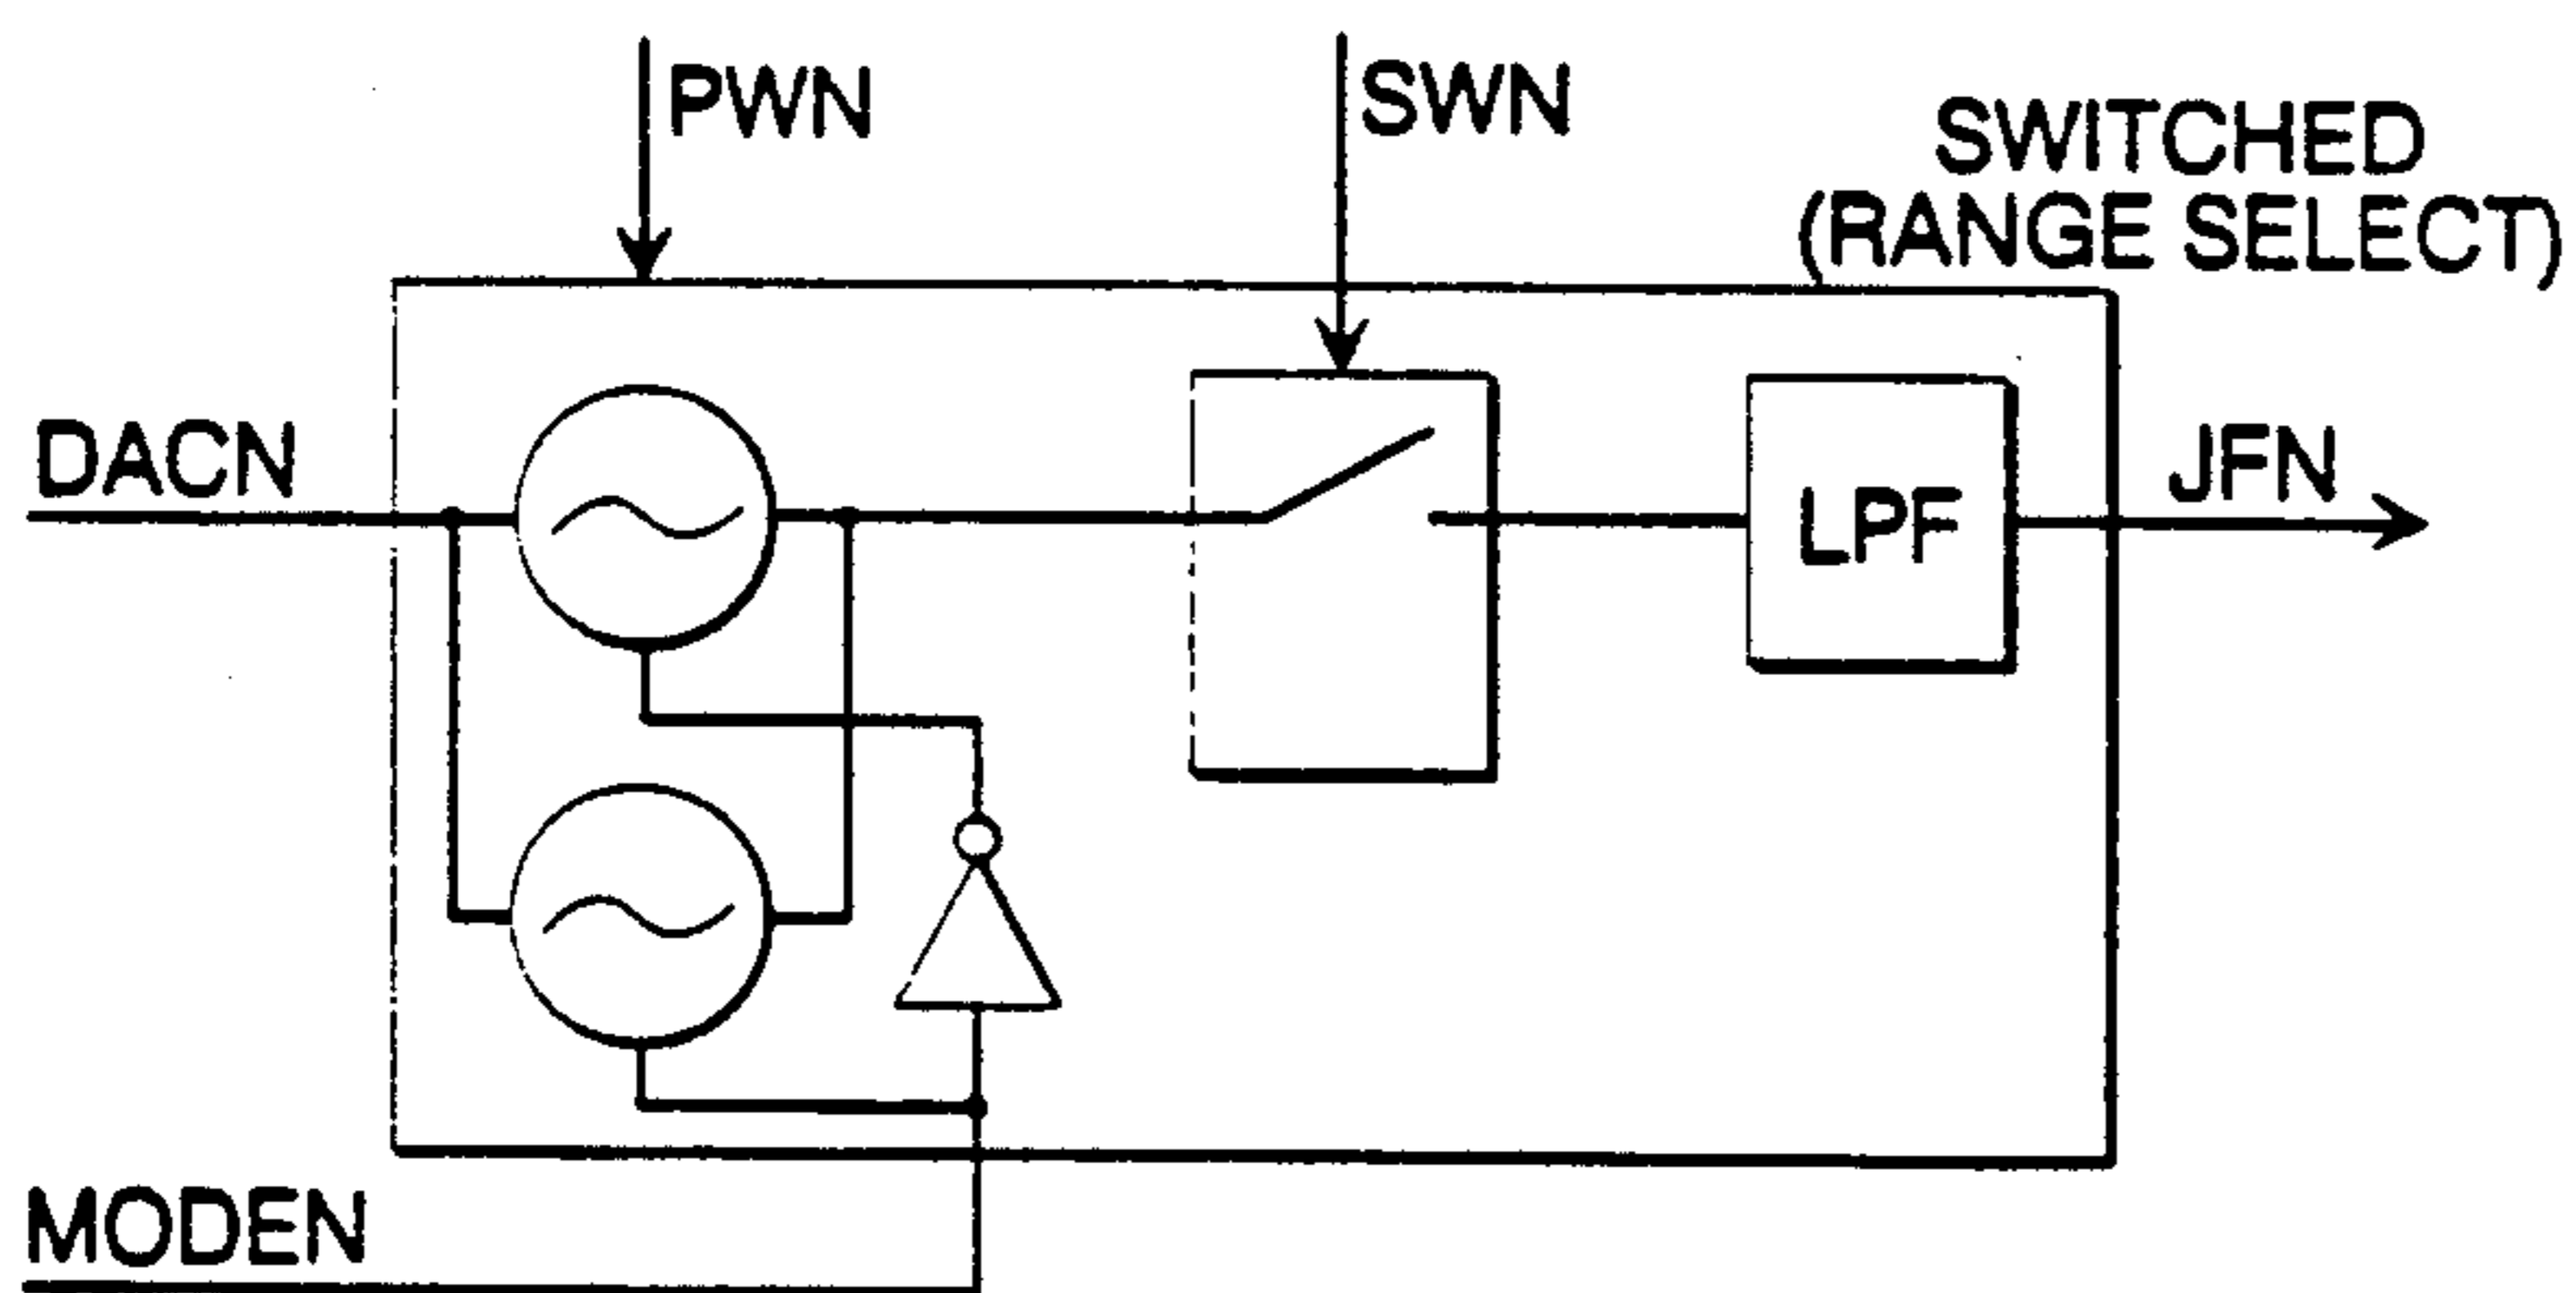 PWN
SWN
SWITCHED
(RANGE SELECT)
DACN
LPF
JFN
MODEN